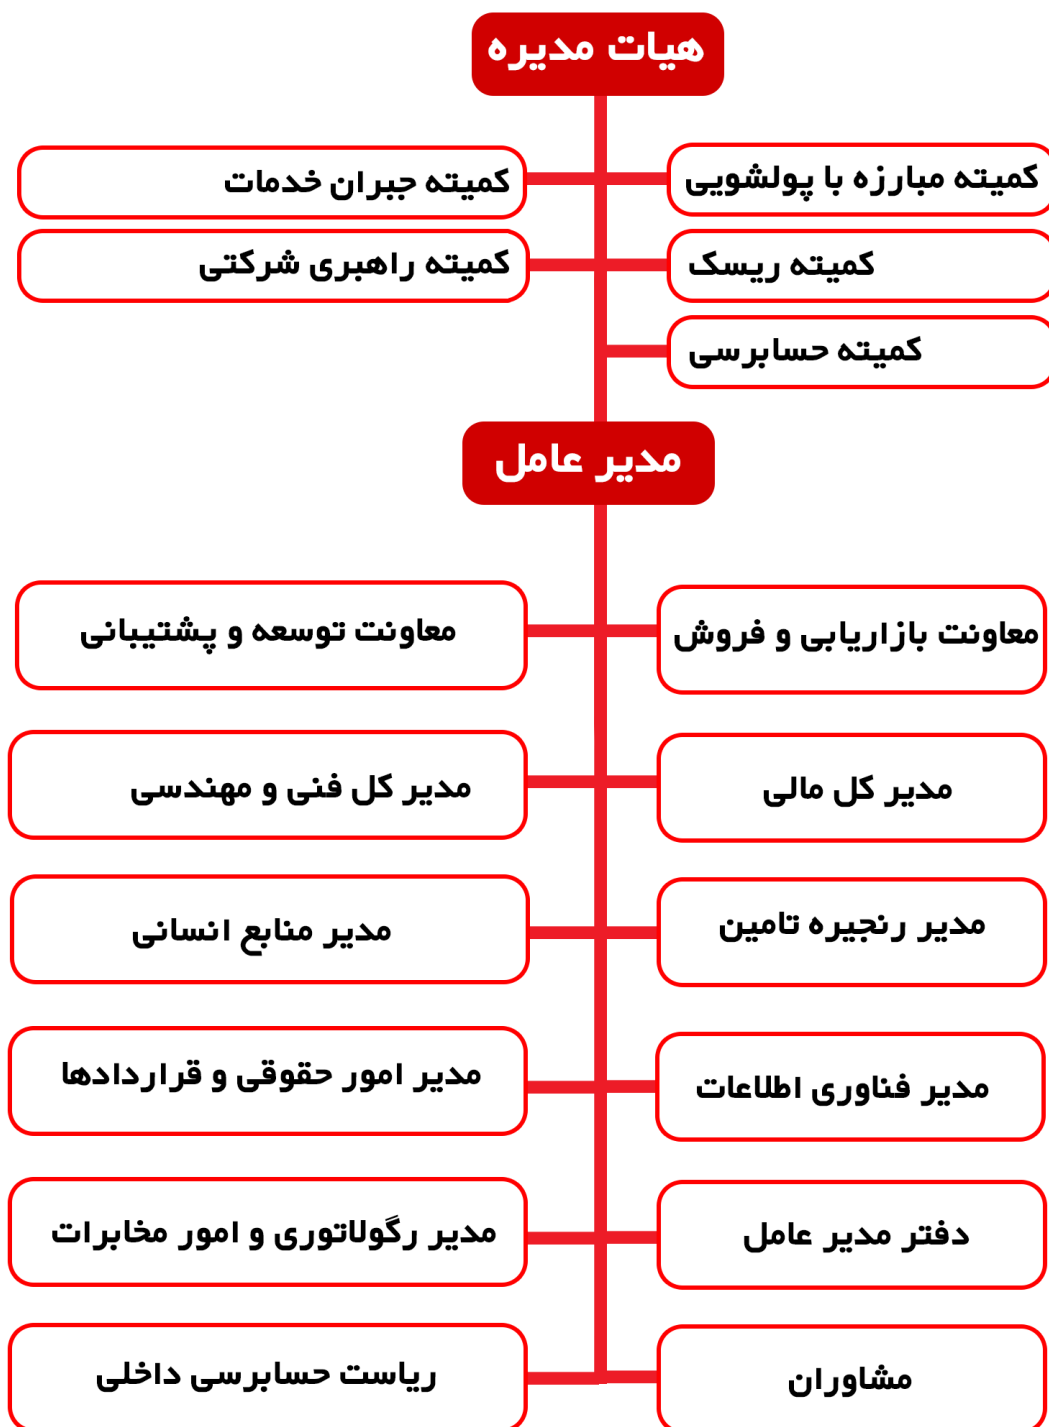 هیات مدیره
کمیته مبارزه با پولشویی
کمیته جبران خدمات
کمیته ریسک
کمیته راهبری شرکتی
کمیته حسابرسی
مدیر عامل
معاونت بازاریابی و فروش
معاونت توسعه و پشتیبانی
مدیر کل مالی
مدیر کل فنی و مهندسی
مدیر رنجیره تامین
مدیر منابع انسانی
مدیر فناوری اطلاعات
مدیر امور حقوقی و قراردادها
دفتر مدیر عامل
مدیر رگولاتوری و امور مخابرات
مشاوران
ریاست حسابرسی داخلی